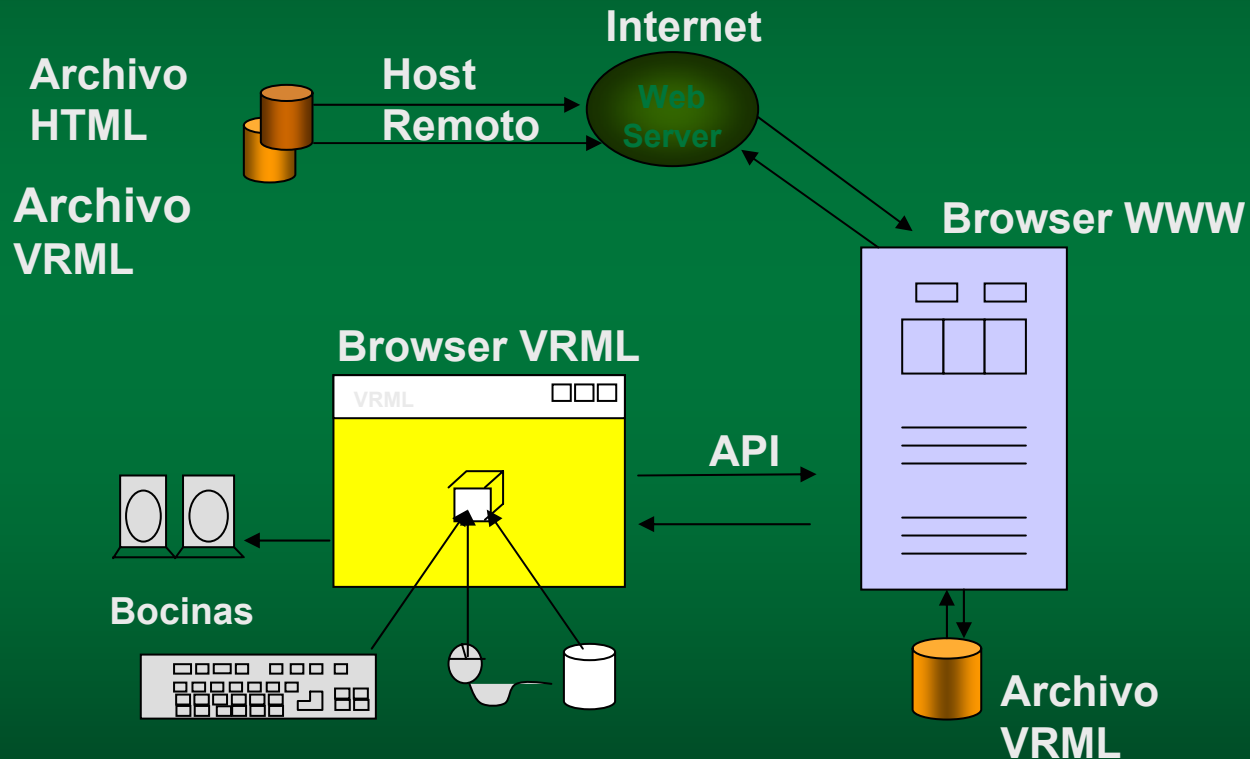 Internet
Archivo
HTML
Host
Remoto
Web
Server
Archivo
VRML
Browser WWW
Browser VRML
VRML
API
Bocinas
Archivo
VRML